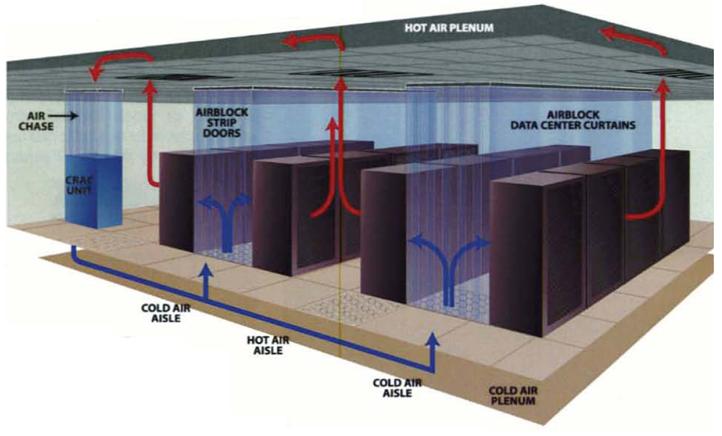 HOT AIR PLENUM
AIR
CHASE
AIRBLOCK
STRIP
DOORS
AIRBLOCK
DATA CENTER CURTAINS
CRAC
UNIT
COLD AIR
AISLE
HOT AIR
AISLE
COLD AIR
AISLE
COLD AIR
PLENUM